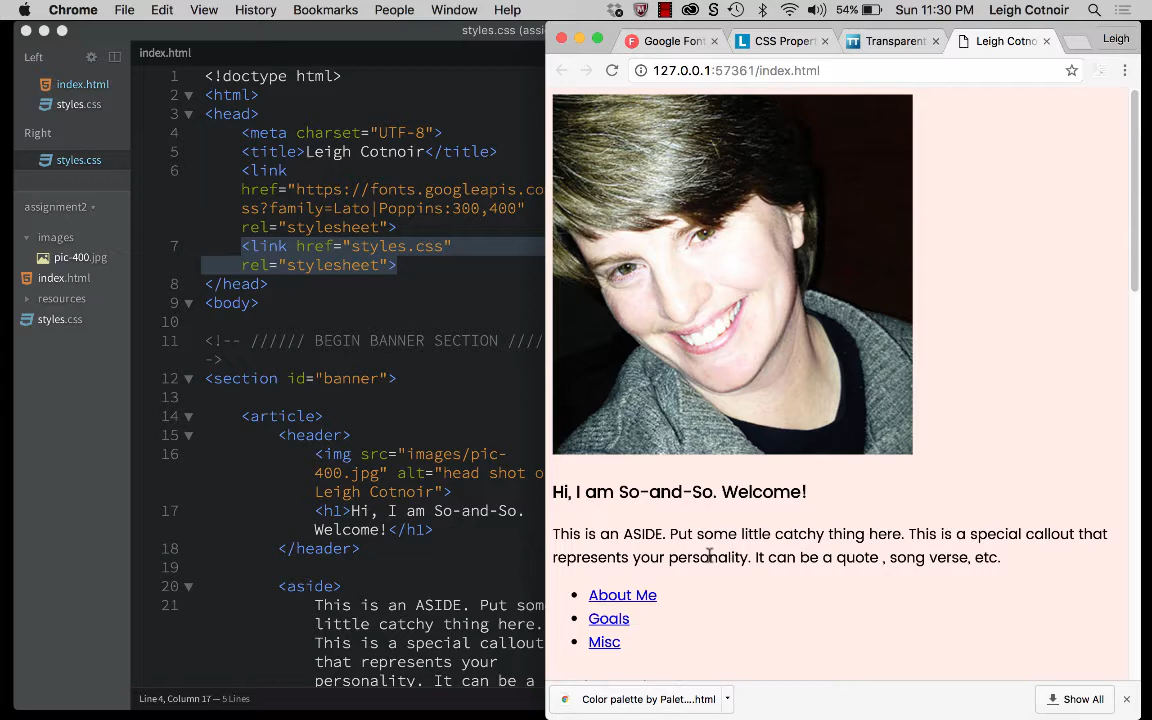 Chrome File Edit View History Bookmarks People Window Help 54% Sun 11:30 PM Leigh Cotnoir
styles.css (assi
Left
index.html
styles.css
Right
styles.css
assignment2
images
pic-400.jpg
index.html
resources
styles.css
index.html
1 <!doctype html>
2 <html>
3 <head>
4 <meta charset="UTF-8">
5 <title>Leigh Cotnoir</title>
6 <link
href="https://fonts.googleapis.co
ss?family=Lato|Poppins:300,400"
rel="stylesheet">
7 <link href="styles.css"
rel="stylesheet">
8 </head>
9 <body>
10
11 <!-- ////// BEGIN BANNER SECTION ////
->
12 <section id="banner">
13
14 <article>
15 <header>
16 <img src="images/pic-
400.jpg" alt="head shot o
Leigh Cotnoir">
17 <h1>Hi, I am So-and-So.
Welcome!</h1>
18 </header>
19
20 <aside>
21 This is an ASIDE. Put som
little catchy thing here.
This is a special callout
that represents your
personality. It can be a
Line 4, Column 17 — 5 Lines
Google Font
CSS Propert
Transparent
Leigh Cotno
Leigh
127.0.0.1:57361/index.html
Hi, I am So-and-So. Welcome!
This is an ASIDE. Put some little catchy thing here. This is a special callout that
represents your personality. It can be a quote , song verse, etc.
About Me
Goals
Misc
Color palette by Palet....html
Show All